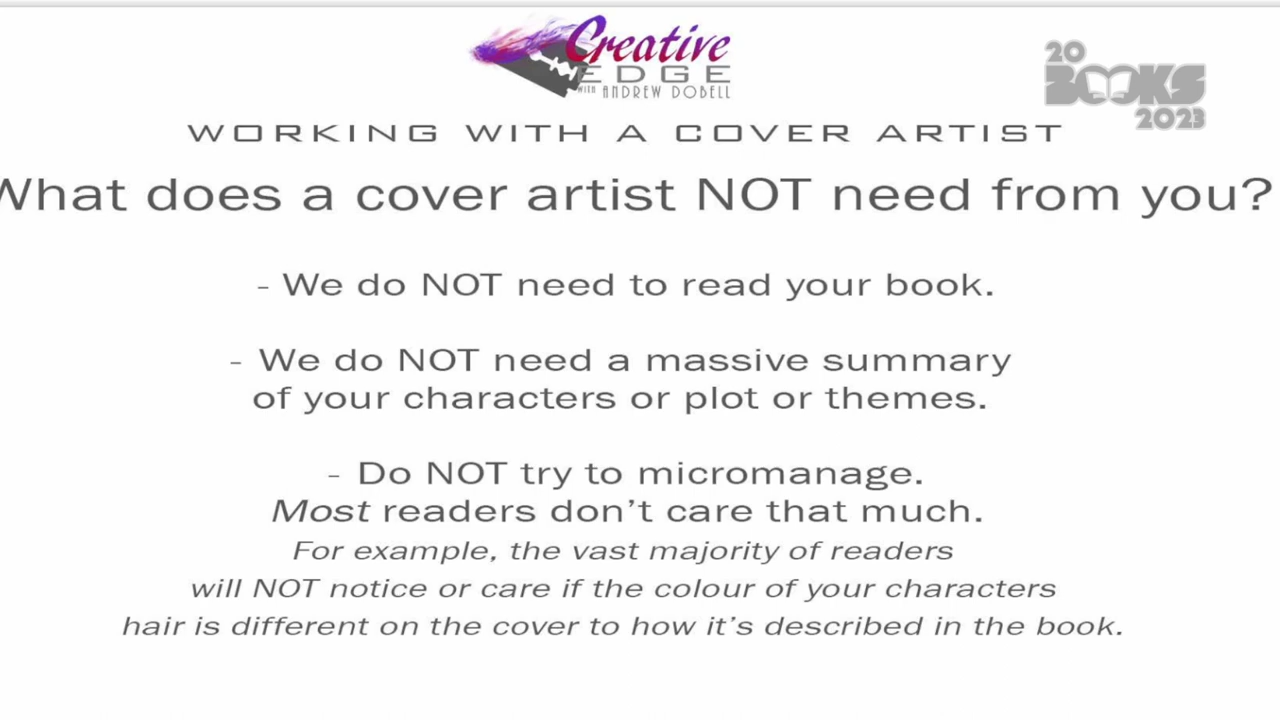 Creative
EDGE
with ANDREW DOBELL
20
BOOKS
2023
WORKING WITH A COVER ARTIST
What does a cover artist NOT need from you?
- We do NOT need to read your book.
- We do NOT need a massive summary
of your characters or plot or themes.
- Do NOT try to micromanage.
Most readers don't care that much.
For example, the vast majority of readers
will NOT notice or care if the colour of your characters
hair is different on the cover to how it's described in the book.